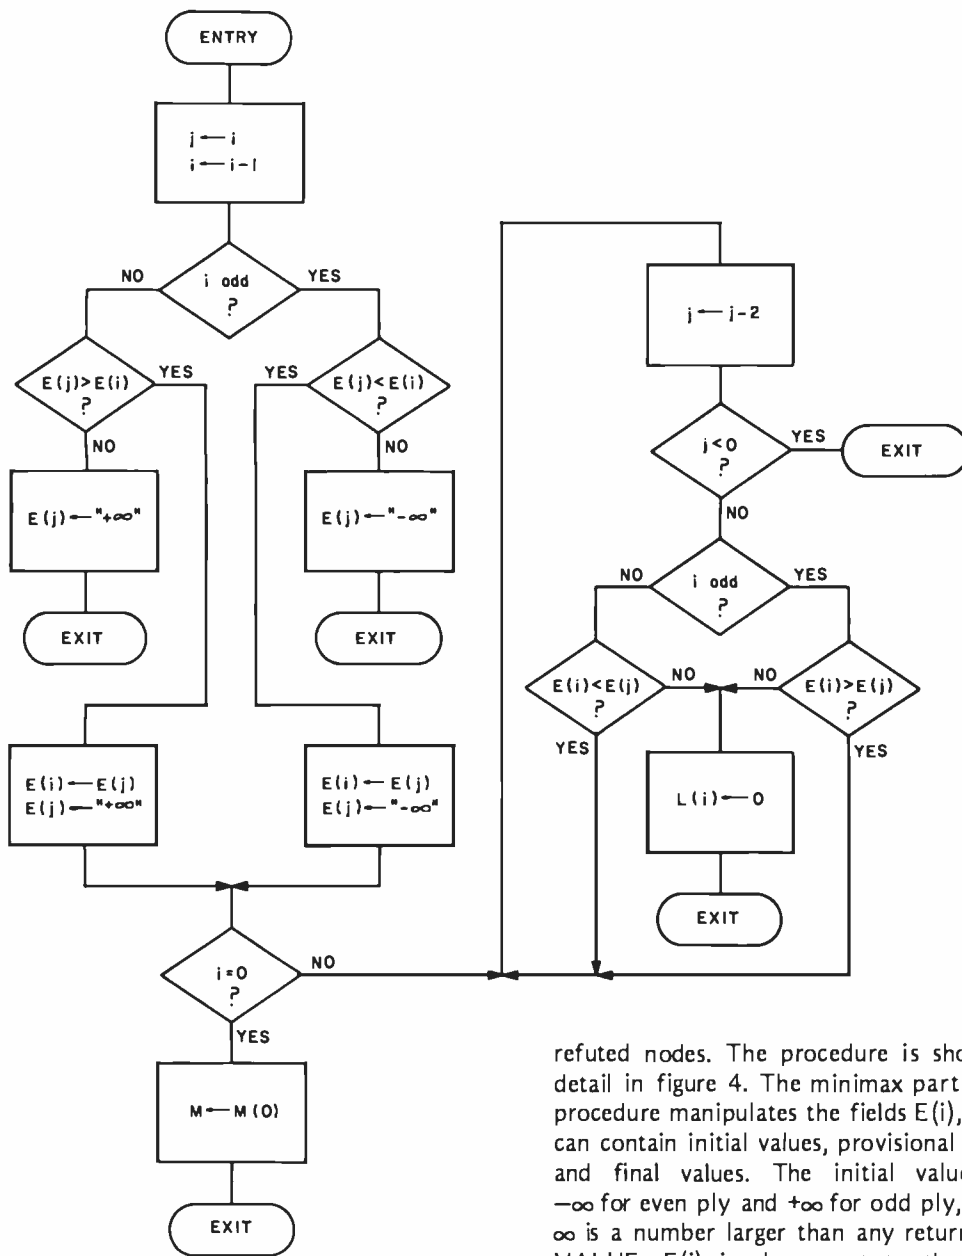 ENTRY
j ← i
i ← i-1
i odd
?
NO
YES
E(j)>E(i)
?
YES
NO
E(j)<E(i)
?
YES
NO
E(j) ← "+∞"
EXIT
E(j) ← "-∞"
EXIT
E(i) ← E(j)
E(j) ← "+∞"
E(i) ← E(j)
E(j) ← "-∞"
i=0
?
NO
YES
M ← M(0)
EXIT
j ← j-2
j<0
?
YES
EXIT
NO
i odd
?
NO
YES
E(i)<E(j)
?
NO
YES
E(i)>E(j)
?
NO
YES
L(i) ← 0
EXIT
refuted nodes. The procedure is sho
detail in figure 4. The minimax part
procedure manipulates the fields E(i),
can contain initial values, provisional
and final values. The initial value
−∞ for even ply and +∞ for odd ply,
∞ is a number larger than any return